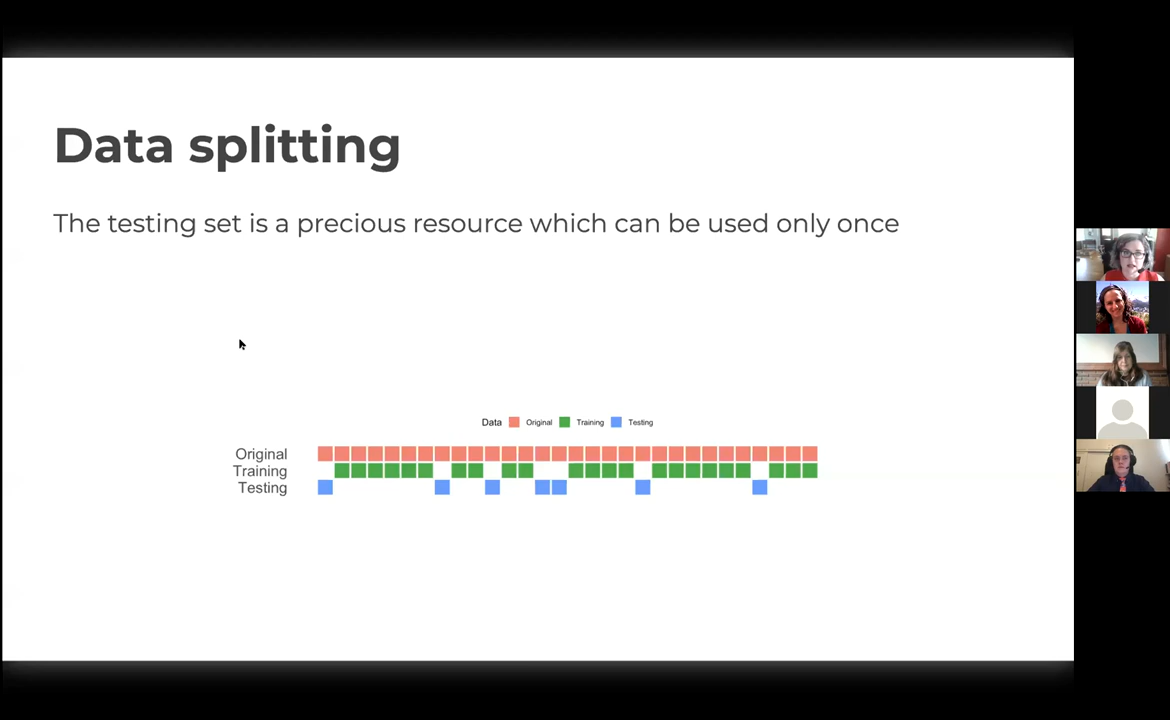 Data splitting
The testing set is a precious resource which can be used only once
Data Original Training Testing
Original
Training
Testing